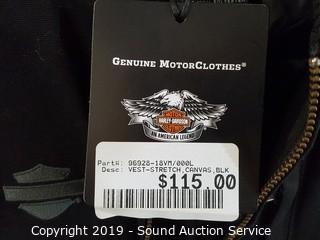 GENUINE MOTORCLOTHES®
MOTOR
HARLEY-DAVIDSON
CYCLES
AN AMERICAN LEGEND
Part#: 96928-18VM/000L
Desc: VEST-STRETCH,CANVAS,BLK
$115.00
Copyright 2019 - Sound Auction Service